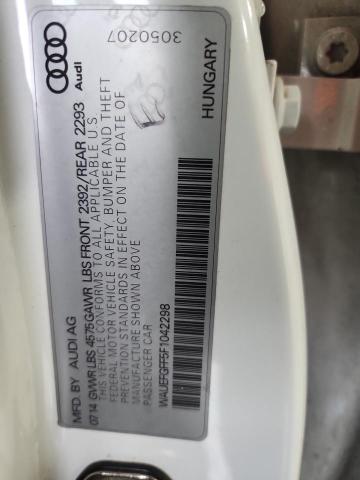 MFD. BY AUDI AG
07/14 GVWR LBS 4575 GAWR LBS FRONT 2392/REAR 2293
THIS VEHICLE CONFORMS TO ALL APPLICABLE U S
FEDERAL MOTOR VEHICLE SAFETY, BUMPER AND THEFT
PREVENTION STANDARDS IN EFFECT ON THE DATE OF
MANUFACTURE SHOWN ABOVE
PASSENGER CAR
WAUEFGFF5F1042298
Audi
3050207
HUNGARY